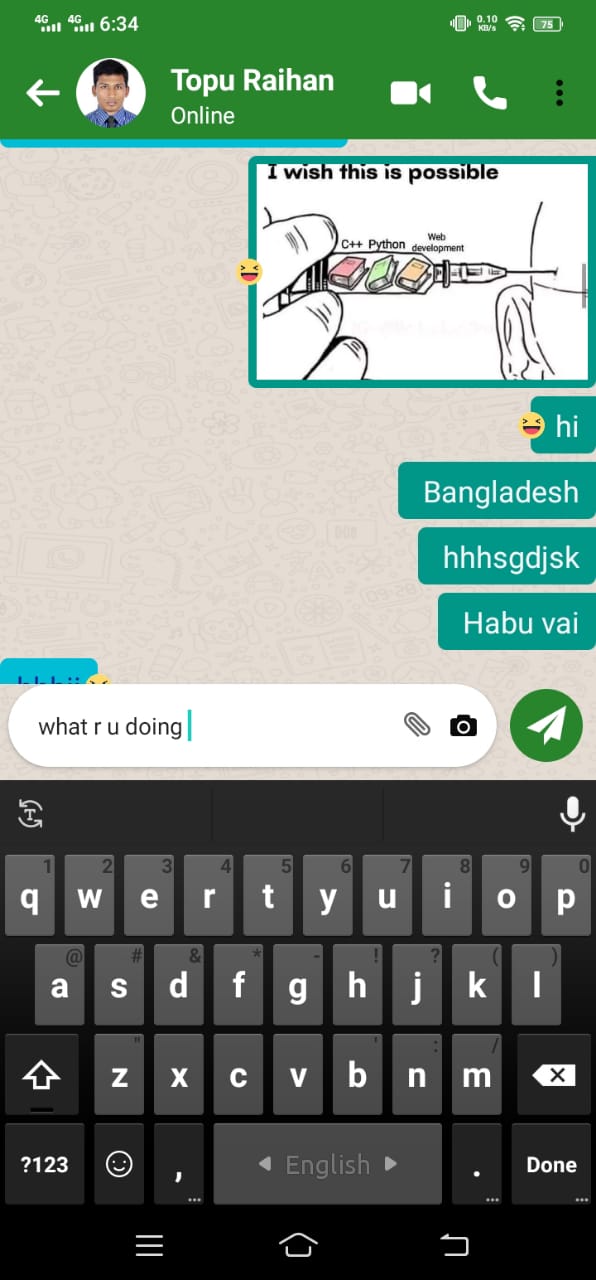 4G 4G 6:34 0.10 KB/s 75
Topu Raihan
Online
I wish this is possible
C++ Python Web development
hi
Bangladesh
hhhsgdjsk
Habu vai
what r u doing
1 2 3 4 5 6 7 8 9 0
q w e r t y u i o p
@ # & * - ! ? ( )
a s d f g h j k l
" ' : /
z x c v b n m
?123 , English . Done